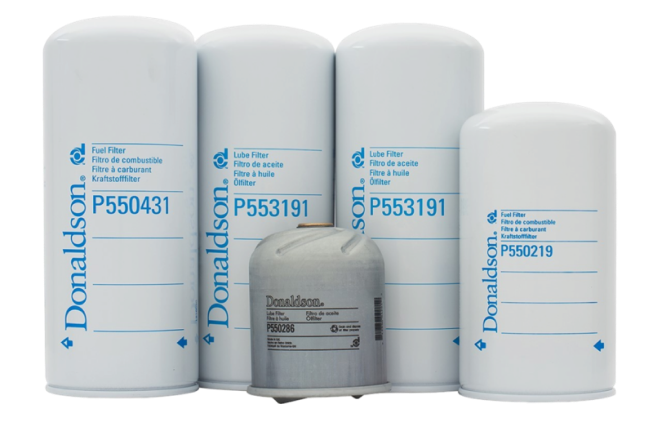 Donaldson®
Fuel Filter
Filtro de combustible
Filtre à carburant
Kraftstofffilter
P550431
Donaldson®
Lube Filter
Filtro de aceite
Filtre à huile
Ölfilter
P553191
Donaldson®
Lube Filter
Filtro de aceite
Filtre à huile
Ölfilter
P553191
Donaldson®
Lube Filter Filtro de aceite
Filtre à huile Ölfilter
P550286
Donaldson®
Fuel Filter
Filtro de combustible
Filtre à carburant
Kraftstofffilter
P550219